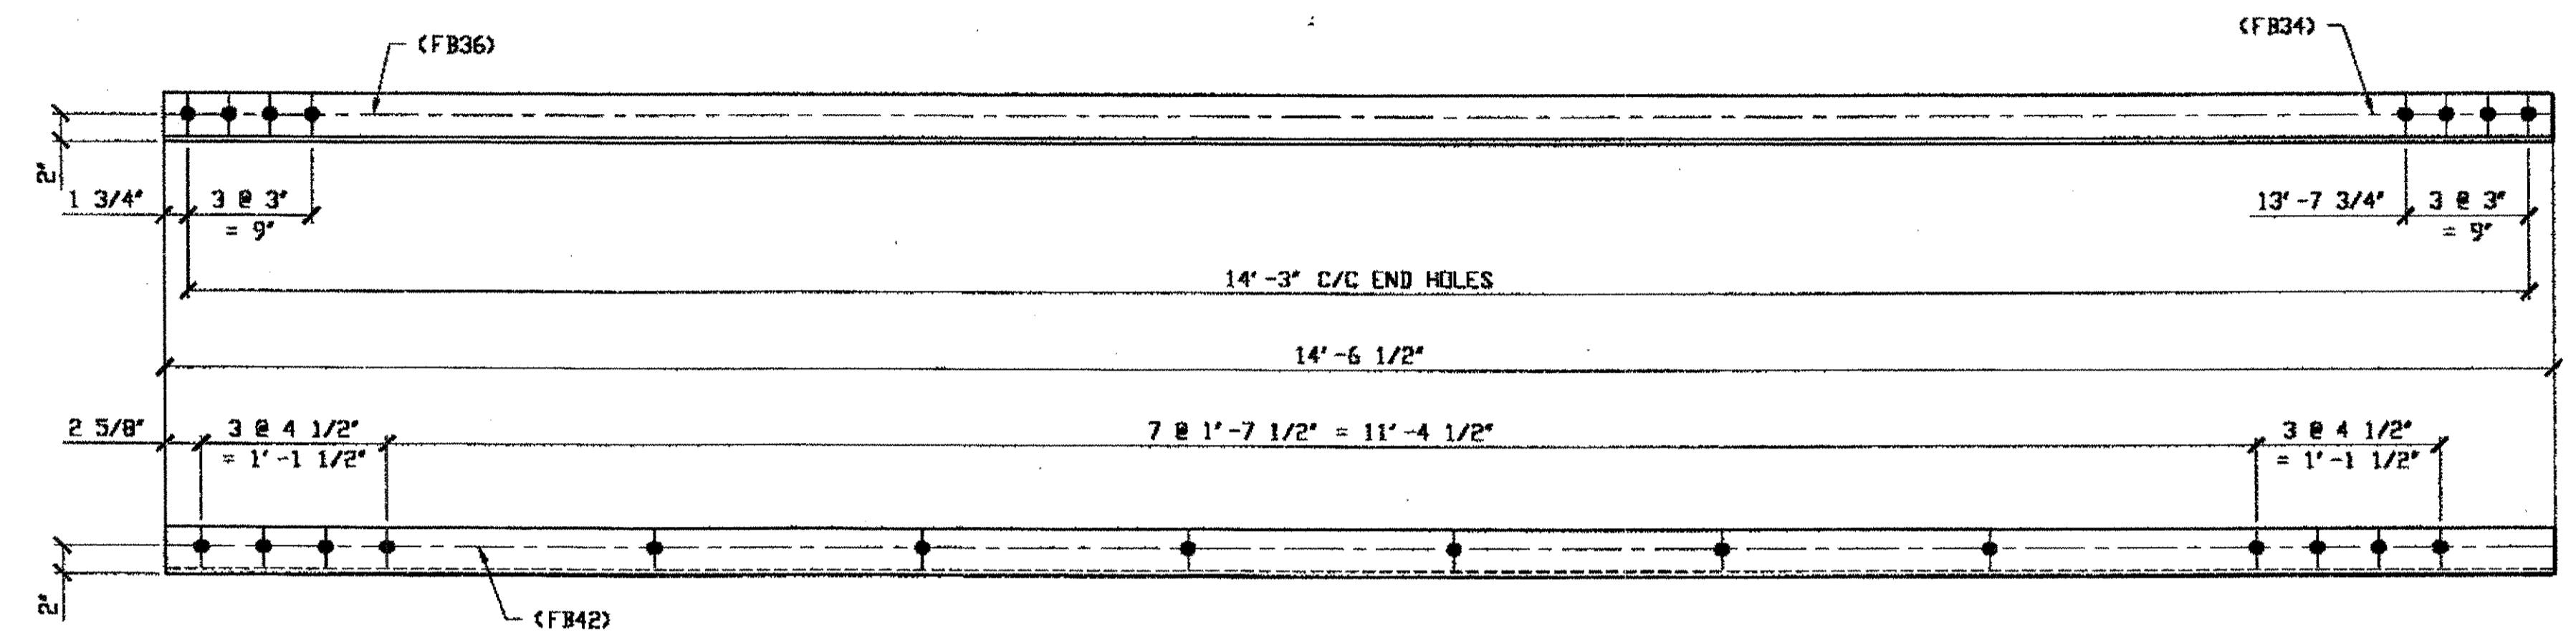 (FB36)
(FB34)
2"
1 3/4"
3 @ 3"
= 9"
13'-7 3/4"
3 @ 3"
= 9"
14'-3" C/C END HOLES
14'-6 1/2"
2 5/8"
3 @ 4 1/2"
= 1'-1 1/2"
7 @ 1'-7 1/2" = 11'-4 1/2"
3 @ 4 1/2"
= 1'-1 1/2"
2"
(FB42)